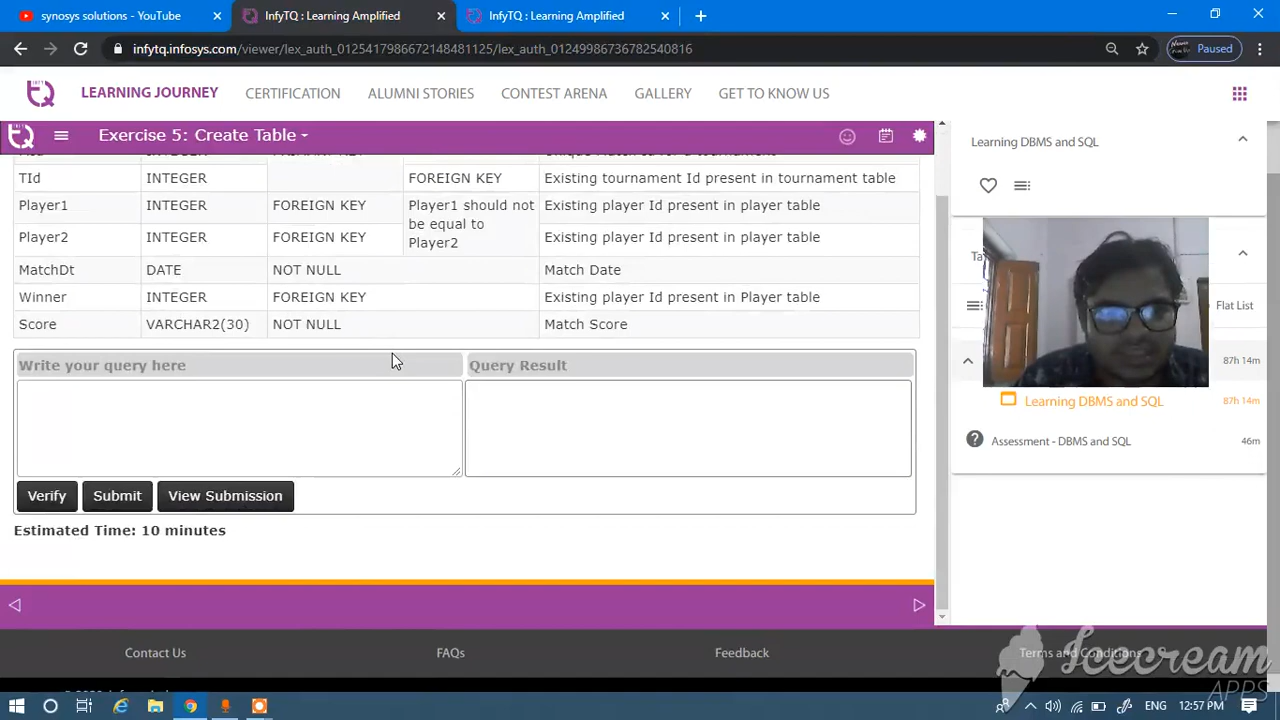 synosys solutions - YouTube
InfyTQ : Learning Amplified
InfyTQ : Learning Amplified
infytq.infosys.com/viewer/lex_auth_0125417986672148481125/lex_auth_01249986736782540816
Paused
LEARNING JOURNEY
CERTIFICATION
ALUMNI STORIES
CONTEST ARENA
GALLERY
GET TO KNOW US
Exercise 5: Create Table
Learning DBMS and SQL
TId INTEGER FOREIGN KEY Existing tournament Id present in tournament table
Player1 INTEGER FOREIGN KEY Player1 should not Existing player Id present in player table
be equal to
Player2 INTEGER FOREIGN KEY Player2 Existing player Id present in player table
MatchDt DATE NOT NULL Match Date
Winner INTEGER FOREIGN KEY Existing player Id present in Player table
Score VARCHAR2(30) NOT NULL Match Score
Flat List
87h 14m
Learning DBMS and SQL 87h 14m
Assessment - DBMS and SQL 46m
Write your query here
Query Result
Verify
Submit
View Submission
Estimated Time: 10 minutes
Contact Us
FAQs
Feedback
Terms and Conditions
Icecream
APPS
ENG
12:57 PM